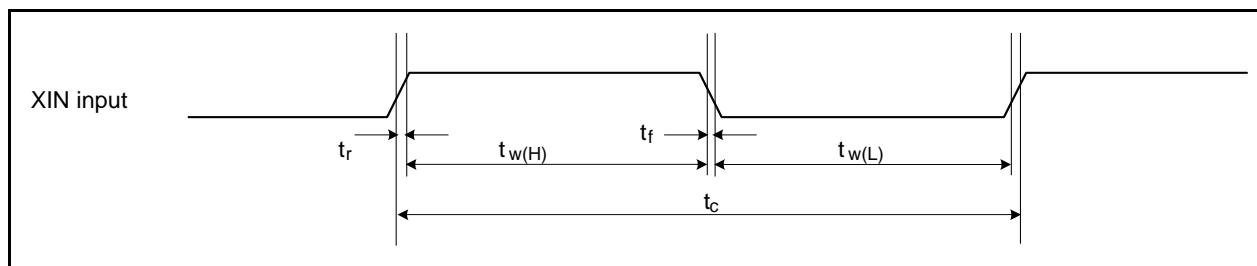 XIN input
tr
tw(H)
tf
tw(L)
tc